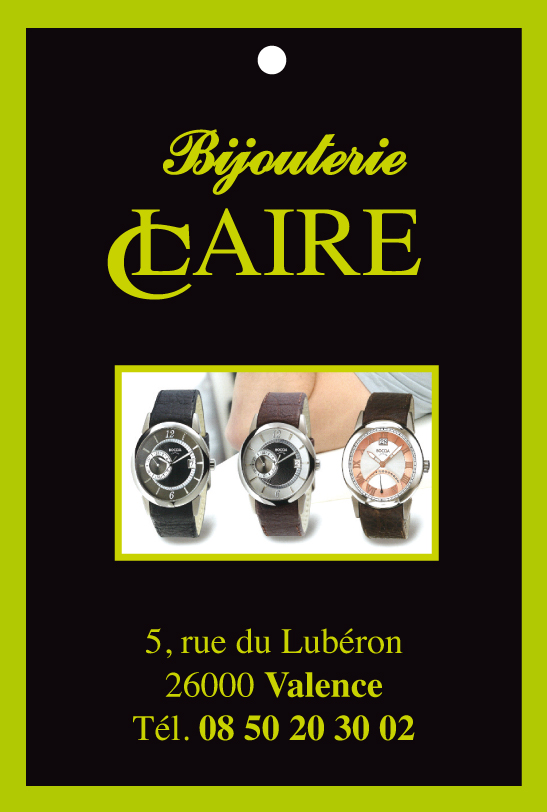 Bijouterie
CLAIRE
5, rue du Lubéron
26000 Valence
Tél. 08 50 20 30 02